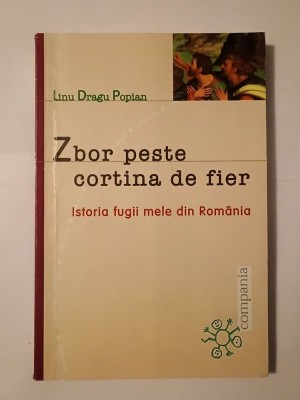 Linu Dragu Popian
Zbor peste
cortina de fier
Istoria fugii mele din România
compania